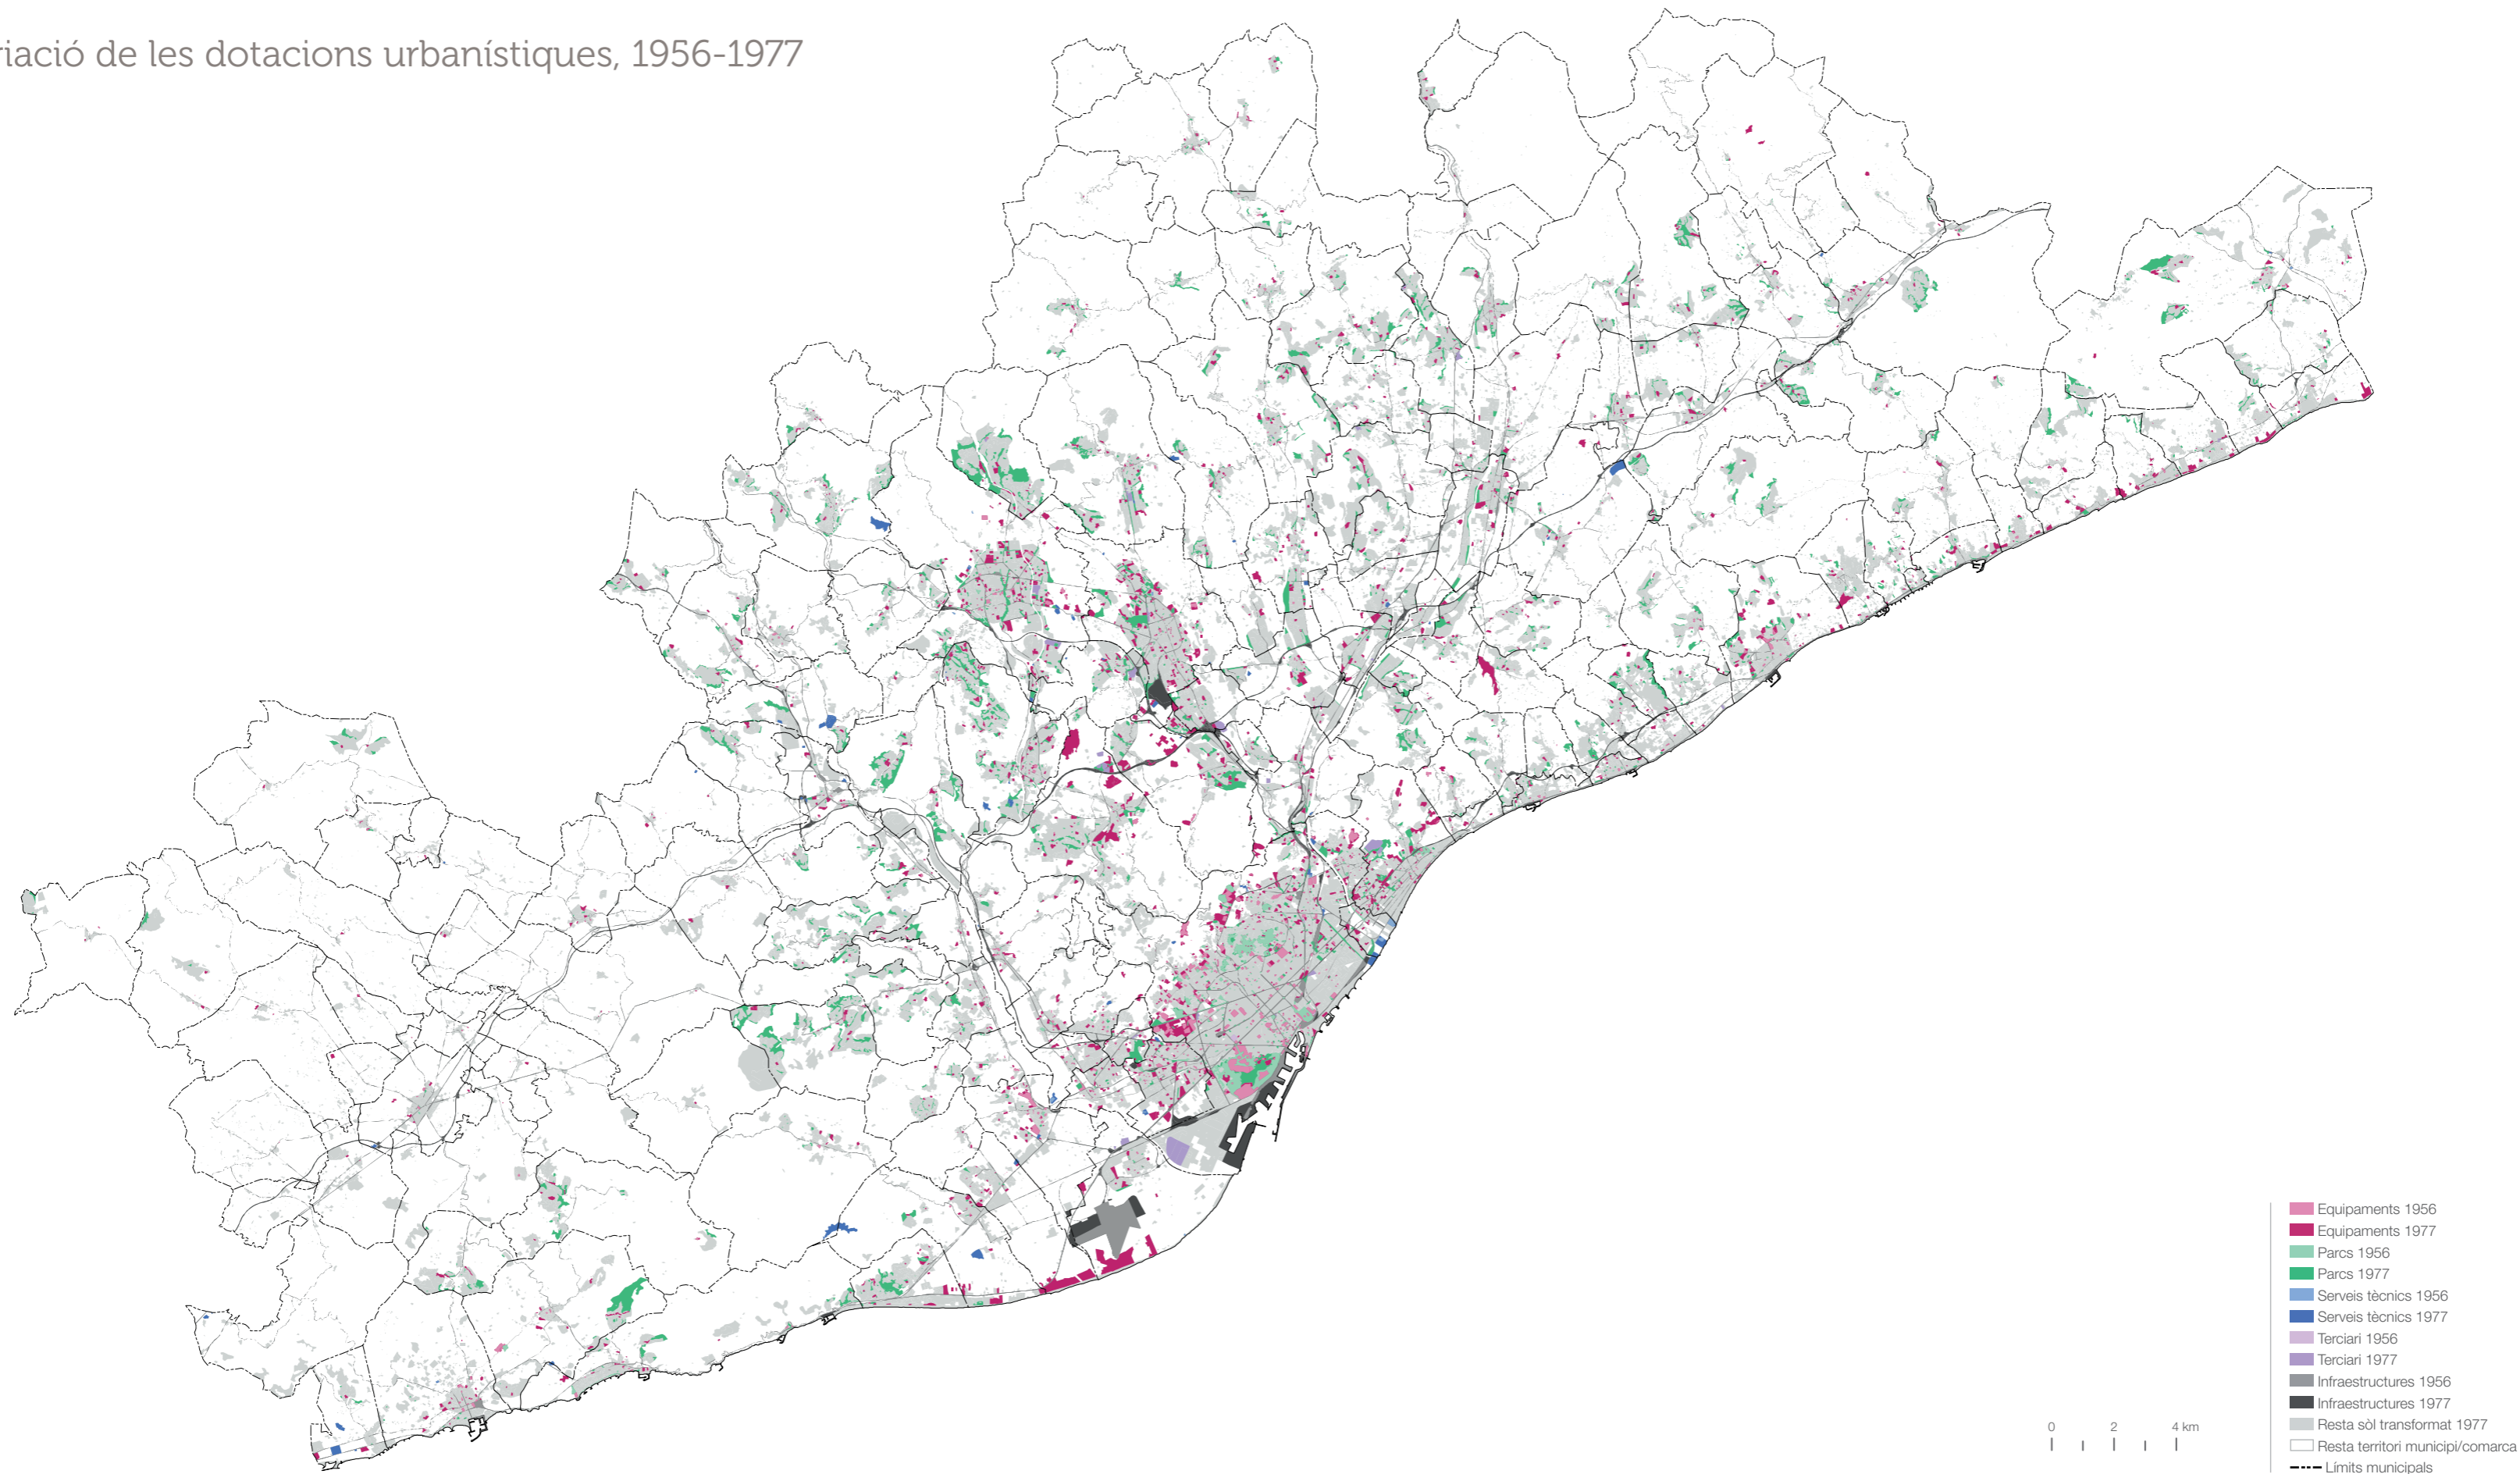 riació de les dotacions urbanístiques, 1956-1977
Equipaments 1956
Equipaments 1977
Parcs 1956
Parcs 1977
Serveis tècnics 1956
Serveis tècnics 1977
Terciari 1956
Terciari 1977
Infraestructures 1956
Infraestructures 1977
Resta sòl transformat 1977
Resta territori municipi/comarca
Límits municipals
0 2 4 km